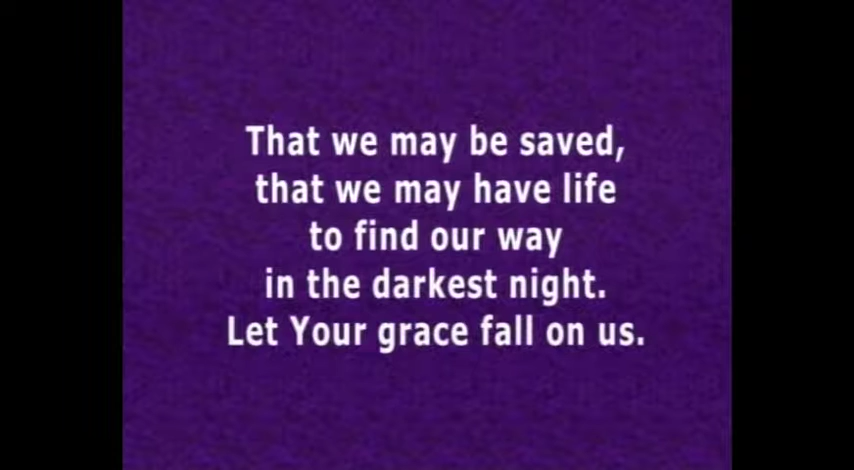 That we may be saved,
that we may have life
to find our way
in the darkest night.
Let Your grace fall on us.